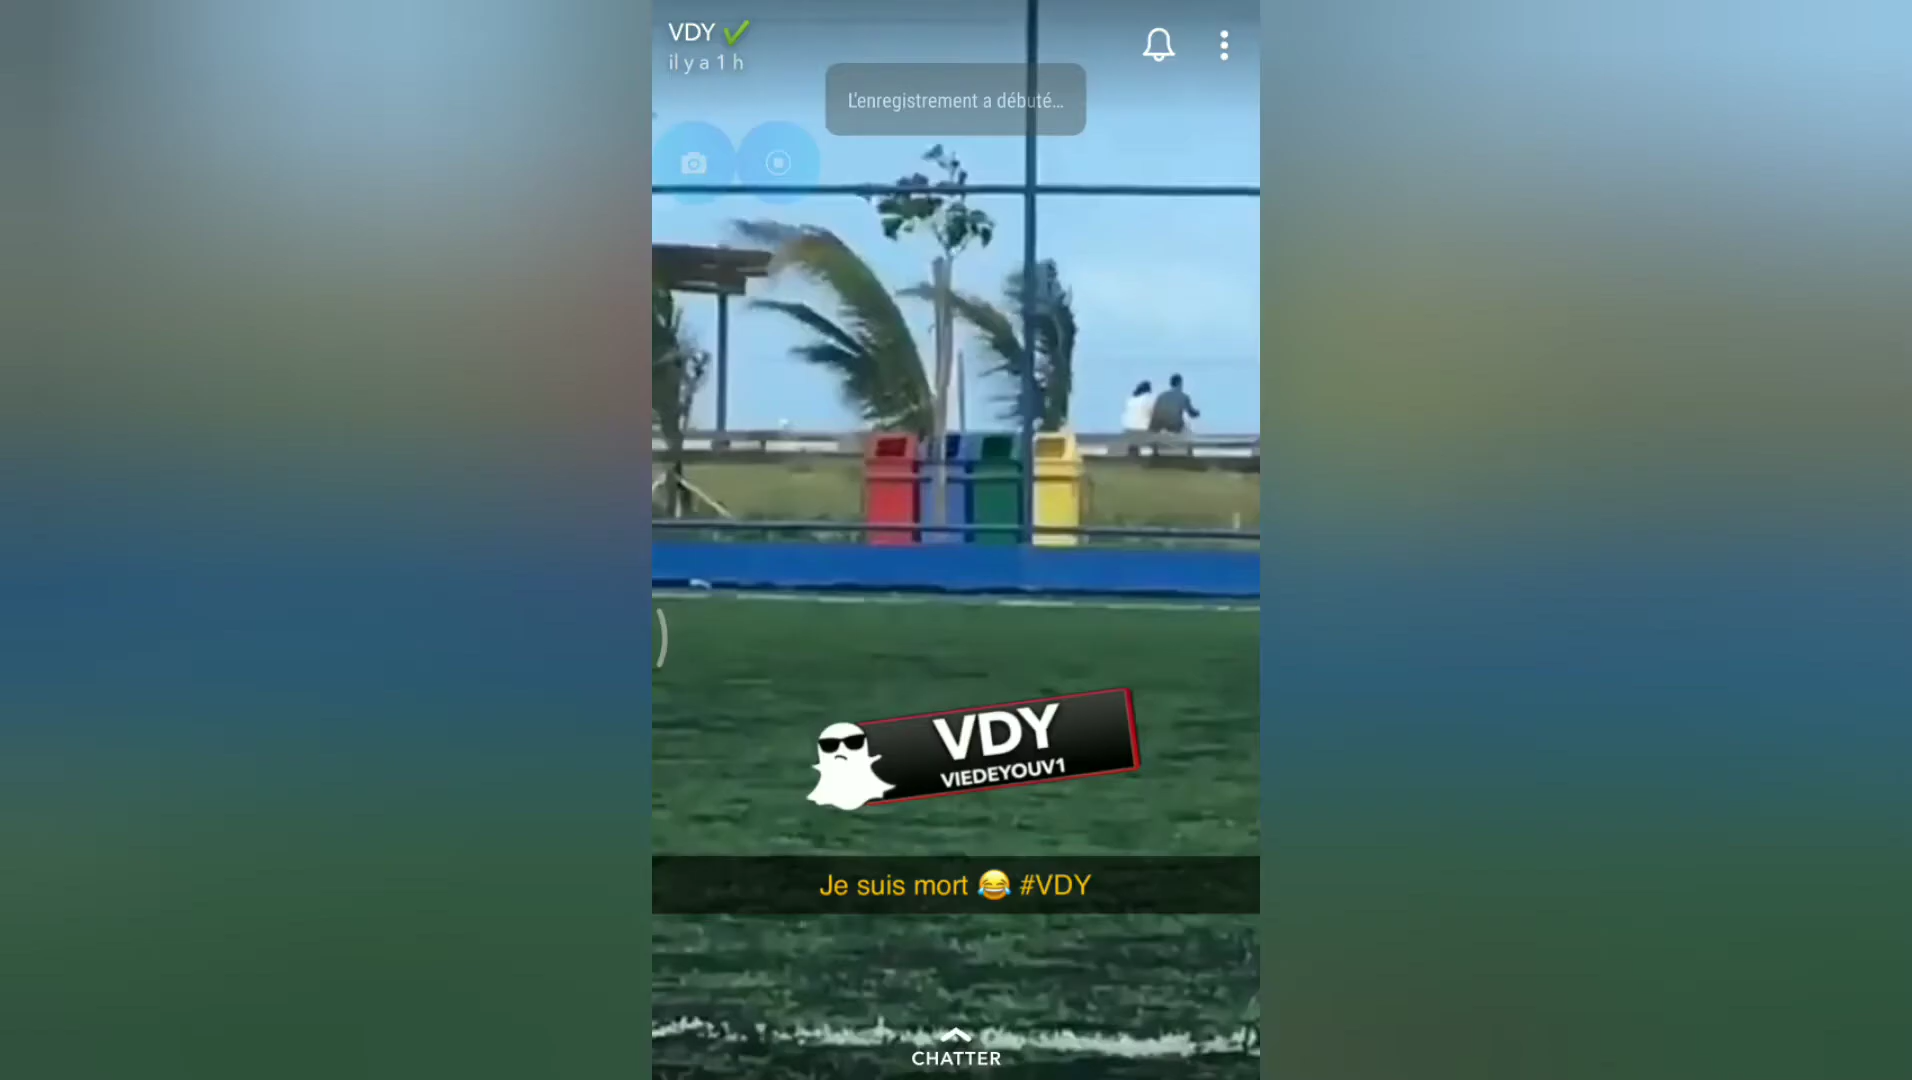 VDY ✅
il y a 1 h
L'enregistrement a débuté...
VDY
VIEDEYOUV1
Je suis mort 😂 #VDY
CHATTER